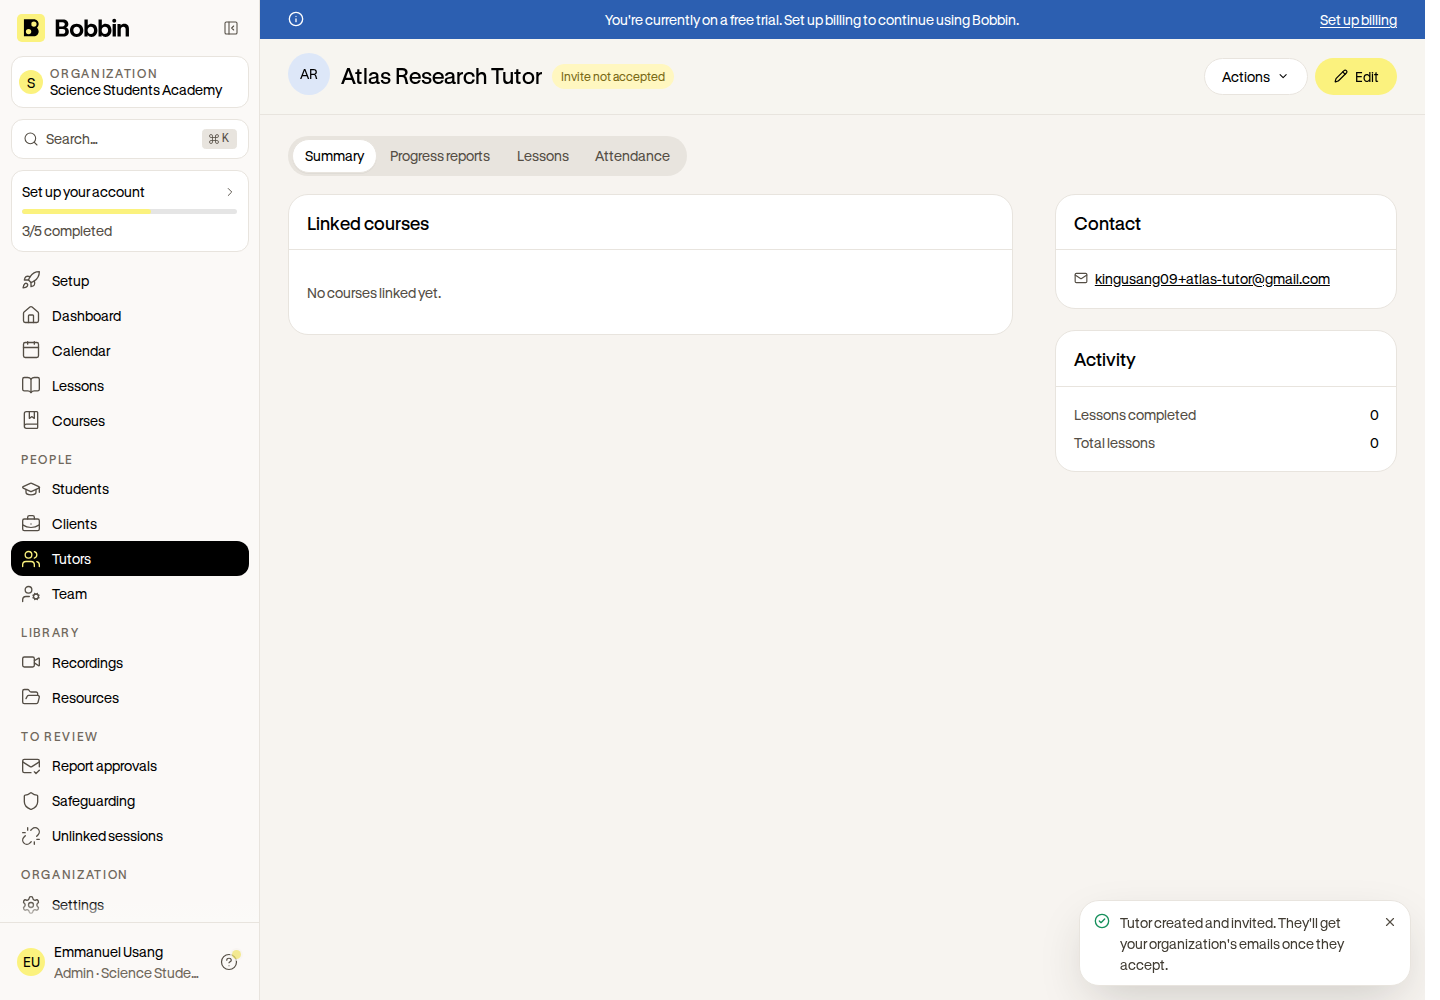 Bobbin
ORGANIZATION
S
Science Students Academy
Search...
⌘ K
Set up your account
3/5 completed
Setup
Dashboard
Calendar
Lessons
Courses
PEOPLE
Students
Clients
Tutors
Team
LIBRARY
Recordings
Resources
TO REVIEW
Report approvals
Safeguarding
Unlinked sessions
ORGANIZATION
Settings
EU
Emmanuel Usang
Admin · Science Stude...
You're currently on a free trial. Set up billing to continue using Bobbin.
Set up billing
AR
Atlas Research Tutor
Invite not accepted
Actions
Edit
Summary
Progress reports
Lessons
Attendance
Linked courses
No courses linked yet.
Contact
kingusang09+atlas-tutor@gmail.com
Activity
Lessons completed
0
Total lessons
0
Tutor created and invited. They'll get
your organization's emails once they
accept.